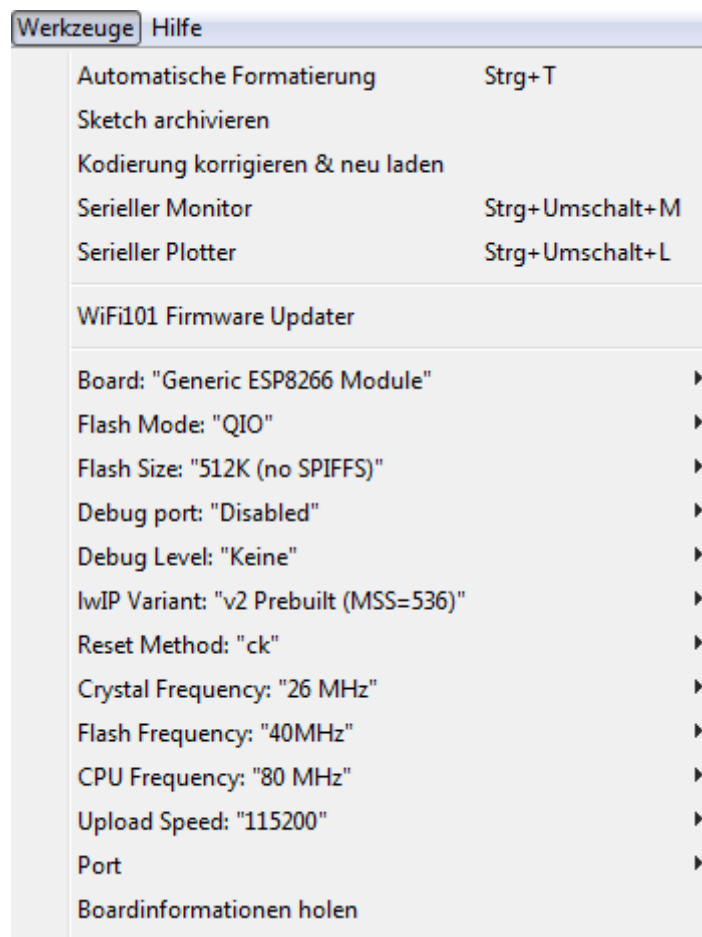 Werkzeuge Hilfe
Automatische Formatierung Strg+T
Sketch archivieren
Kodierung korrigieren & neu laden
Serieller Monitor Strg+Umschalt+M
Serieller Plotter Strg+Umschalt+L
WiFi101 Firmware Updater
Board: "Generic ESP8266 Module"
Flash Mode: "QIO"
Flash Size: "512K (no SPIFFS)"
Debug port: "Disabled"
Debug Level: "Keine"
lwIP Variant: "v2 Prebuilt (MSS=536)"
Reset Method: "ck"
Crystal Frequency: "26 MHz"
Flash Frequency: "40MHz"
CPU Frequency: "80 MHz"
Upload Speed: "115200"
Port
Boardinformationen holen